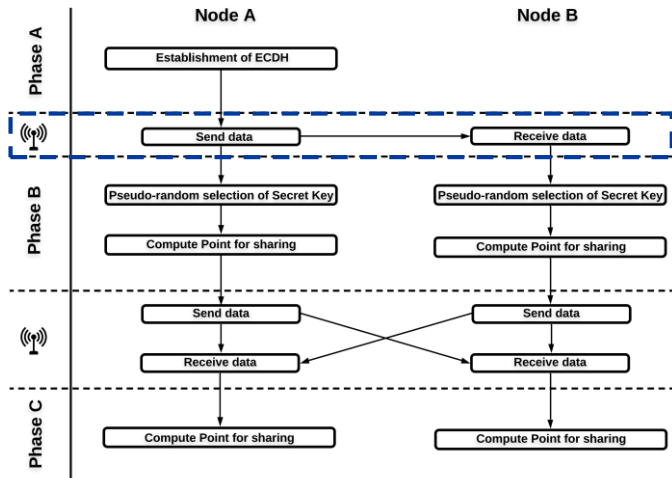 Node A Node B
Phase A
Establishment of ECDH
Send data Receive data
Phase B
Pseudo-random selection of Secret Key Pseudo-random selection of Secret Key
Compute Point for sharing Compute Point for sharing
Send data Send data
Receive data Receive data
Phase C
Compute Point for sharing Compute Point for sharing